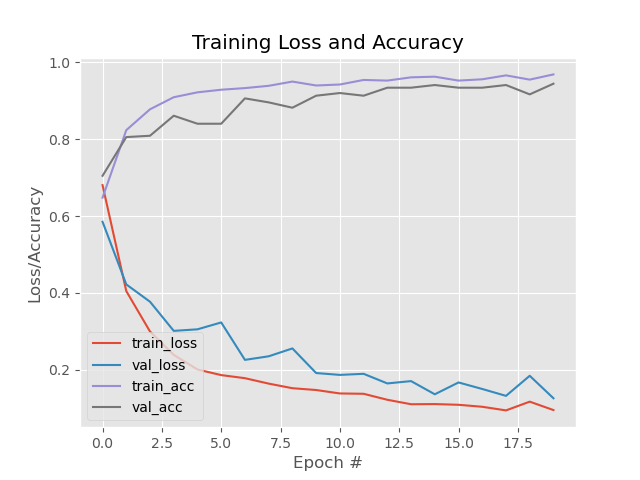 Training Loss and Accuracy
1.0
0.8
0.6
0.4
0.2
Loss/Accuracy
train_loss
val_loss
train_acc
val_acc
0.0 2.5 5.0 7.5 10.0 12.5 15.0 17.5
Epoch #